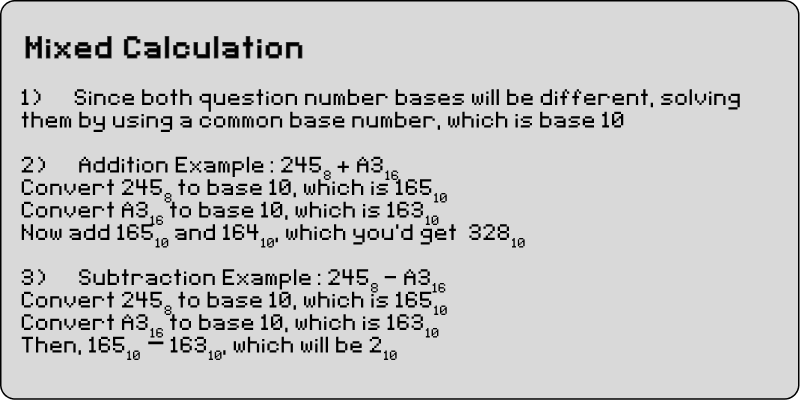 Mixed Calculation
1) Since both question number bases will be different, solving
them by using a common base number, which is base 10
2) Addition Example : 245₈ + A3₁₆
Convert 245₈ to base 10, which is 165₁₀
Convert A3₁₆ to base 10, which is 163₁₀
Now add 165₁₀ and 164₁₀, which you'd get 328₁₀
3) Subtraction Example : 245₈ − A3₁₆
Convert 245₈ to base 10, which is 165₁₀
Convert A3₁₆ to base 10, which is 163₁₀
Then, 165₁₀ − 163₁₀, which will be 2₁₀